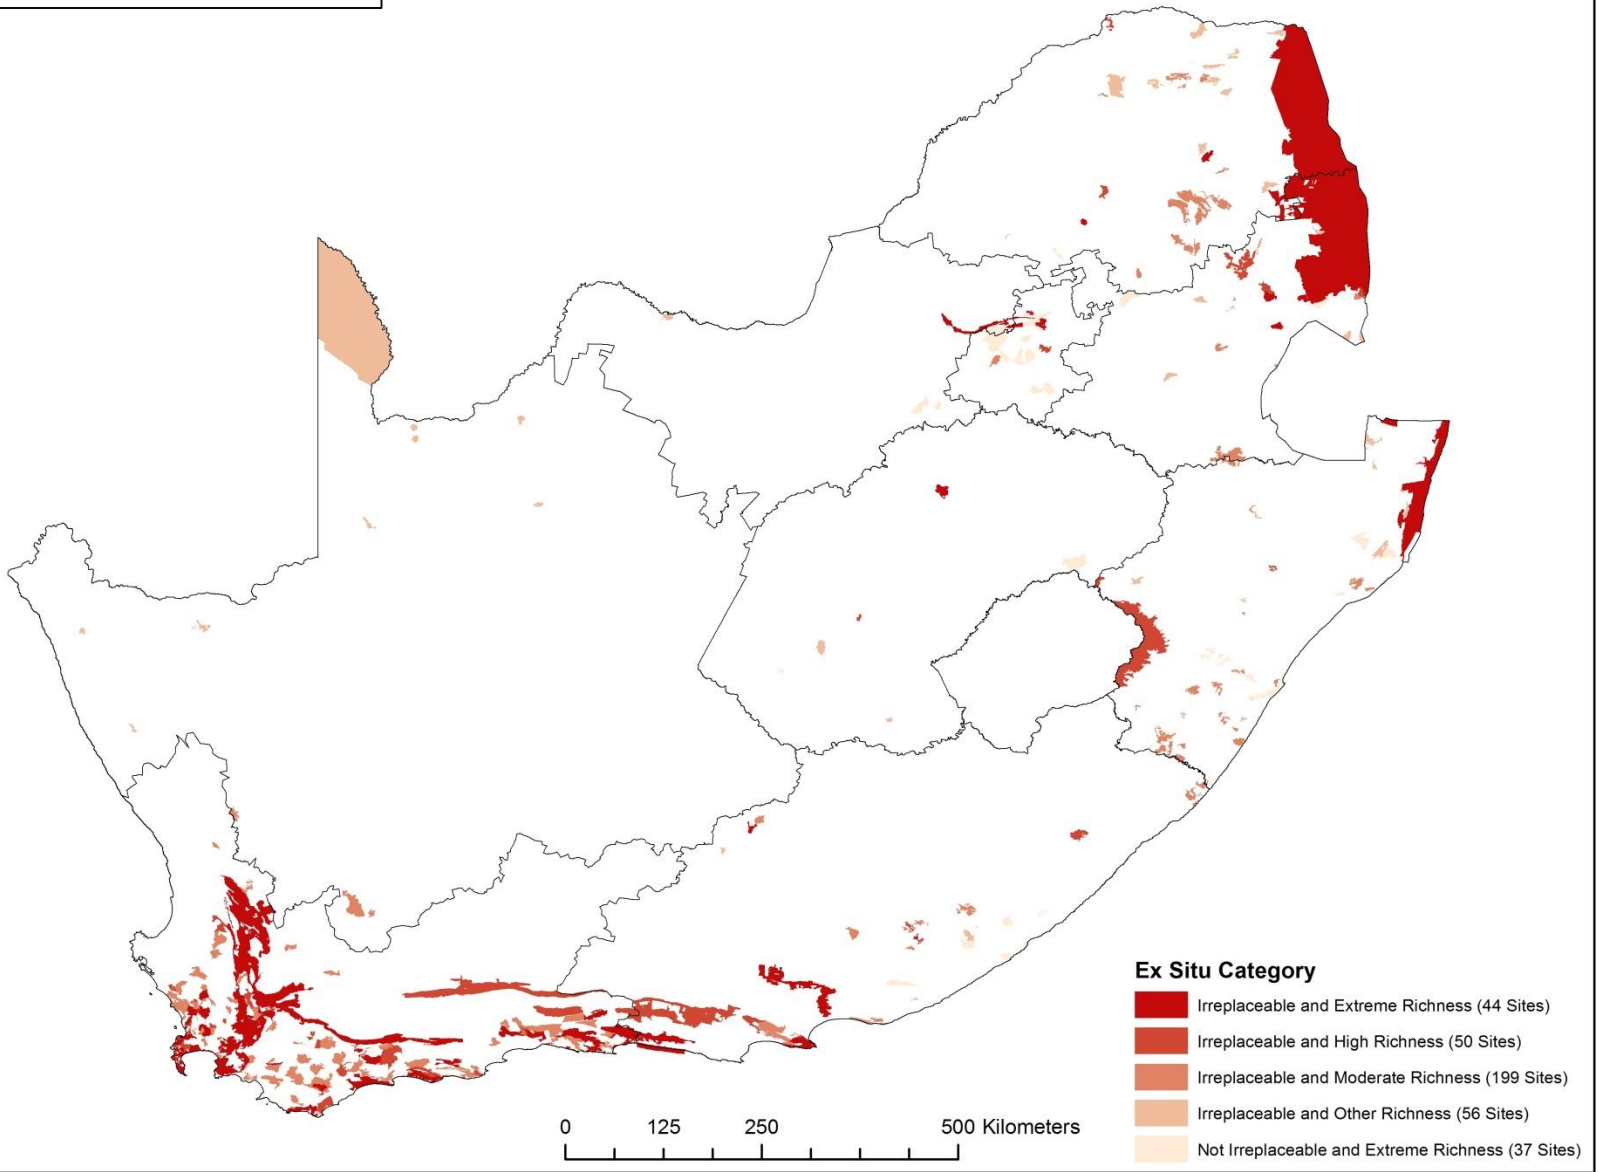 Ex Situ Category
Irreplaceable and Extreme Richness (44 Sites)
Irreplaceable and High Richness (50 Sites)
Irreplaceable and Moderate Richness (199 Sites)
Irreplaceable and Other Richness (56 Sites)
Not Irreplaceable and Extreme Richness (37 Sites)
0 125 250 500 Kilometers